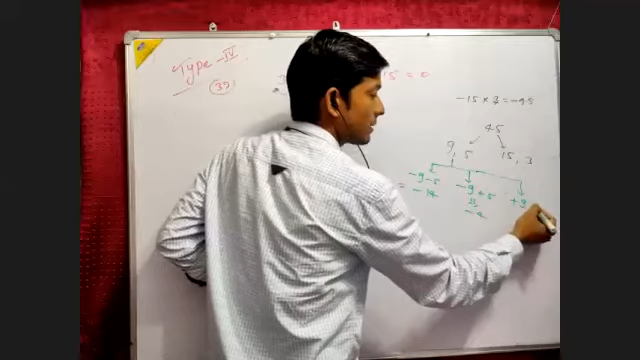 Type - IV
39
15 = 0
-15 × 3 = -45
45
9, 5 15, 3
-9-5 -9+5 +9
= -14 -4